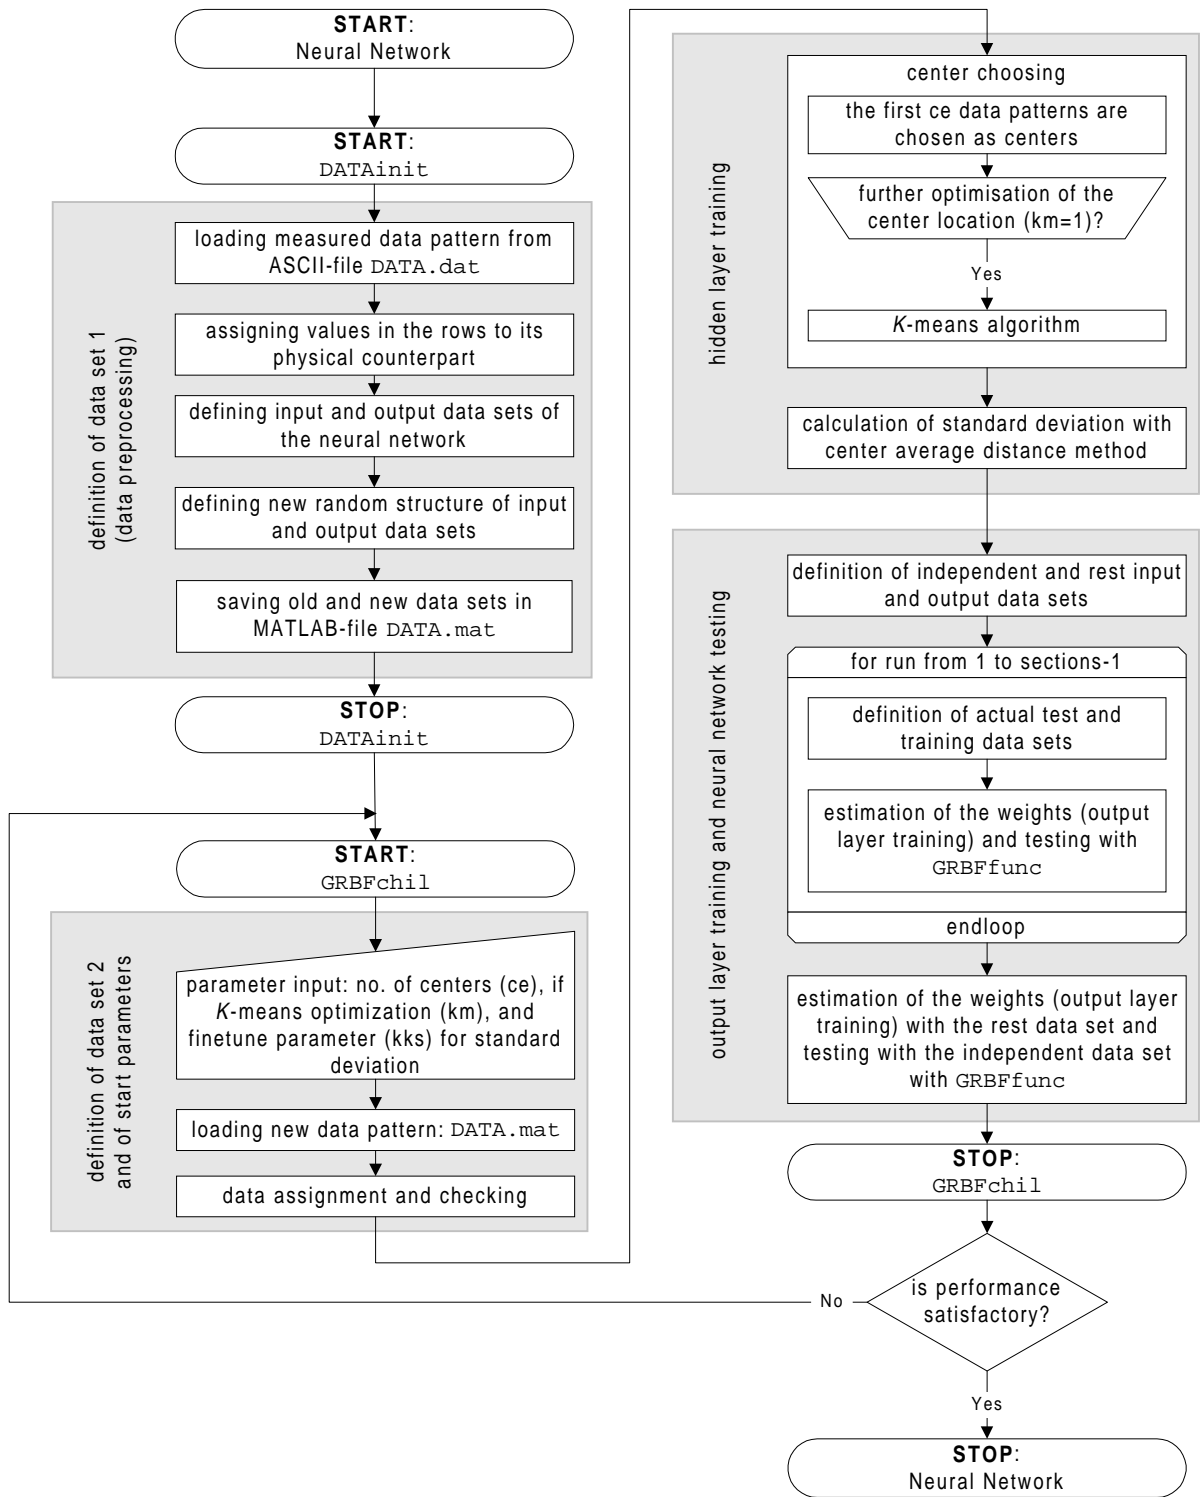 START:
Neural Network
START:
DATAinit
definition of data set 1
(data preprocessing)
loading measured data pattern from
ASCII-file DATA.dat
assigning values in the rows to its
physical counterpart
defining input and output data sets of
the neural network
defining new random structure of input
and output data sets
saving old and new data sets in
MATLAB-file DATA.mat
STOP:
DATAinit
START:
GRBFchil
definition of data set 2
and of start parameters
parameter input: no. of centers (ce), if
K-means optimization (km), and
finetune parameter (kks) for standard
deviation
loading new data pattern: DATA.mat
data assignment and checking
hidden layer training
center choosing
the first ce data patterns are
chosen as centers
further optimisation of the
center location (km=1)?
Yes
K-means algorithm
calculation of standard deviation with
center average distance method
output layer training and neural network testing
definition of independent and rest input
and output data sets
for run from 1 to sections-1
definition of actual test and
training data sets
estimation of the weights (output
layer training) and testing with
GRBFfunc
endloop
estimation of the weights (output layer
training) with the rest data set and
testing with the independent data set
with GRBFfunc
STOP:
GRBFchil
is performance
satisfactory?
No
Yes
STOP:
Neural Network